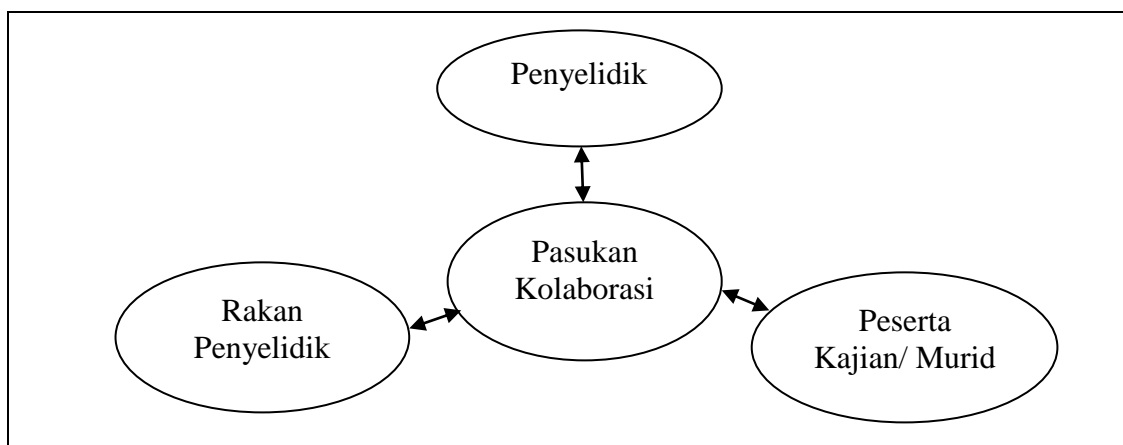 Penyelidik
Pasukan
Kolaborasi
Rakan
Penyelidik
Peserta
Kajian/ Murid